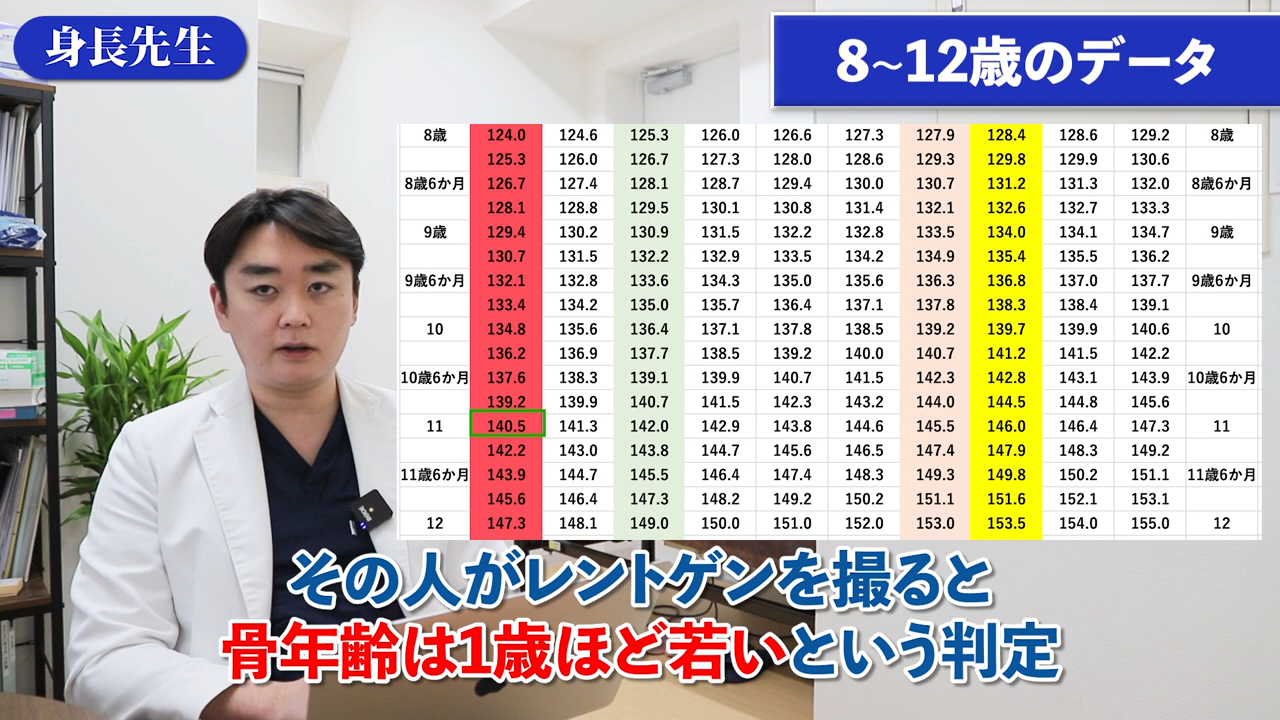 身長先生
8~12歳のデータ
8歳 124.0 124.6 125.3 126.0 126.6 127.3 127.9 128.4 128.6 129.2 8歳
125.3 126.0 126.7 127.3 128.0 128.6 129.3 129.8 129.9 130.6
8歳6か月 126.7 127.4 128.1 128.7 129.4 130.0 130.7 131.2 131.3 132.0 8歳6か月
128.1 128.8 129.5 130.1 130.8 131.4 132.1 132.6 132.7 133.3
9歳 129.4 130.2 130.9 131.5 132.2 132.8 133.5 134.0 134.1 134.7 9歳
130.7 131.5 132.2 132.9 133.5 134.2 134.9 135.4 135.5 136.2
9歳6か月 132.1 132.8 133.6 134.3 135.0 135.6 136.3 136.8 137.0 137.7 9歳6か月
133.4 134.2 135.0 135.7 136.4 137.1 137.8 138.3 138.4 139.1
10 134.8 135.6 136.4 137.1 137.8 138.5 139.2 139.7 139.9 140.6 10
136.2 136.9 137.7 138.5 139.2 140.0 140.7 141.2 141.5 142.2
10歳6か月 137.6 138.3 139.1 139.9 140.7 141.5 142.3 142.8 143.1 143.9 10歳6か月
139.2 139.9 140.7 141.5 142.3 143.2 144.0 144.5 144.8 145.6
11 140.5 141.3 142.0 142.9 143.8 144.6 145.5 146.0 146.4 147.3 11
142.2 143.0 143.8 144.7 145.6 146.5 147.4 147.9 148.3 149.2
11歳6か月 143.9 144.7 145.5 146.4 147.4 148.3 149.3 149.8 150.2 151.1 11歳6か月
145.6 146.4 147.3 148.2 149.2 150.2 151.1 151.6 152.1 153.1
12 147.3 148.1 149.0 150.0 151.0 152.0 153.0 153.5 154.0 155.0 12
その人がレントゲンを撮ると
骨年齢は1歳ほど若いという判定